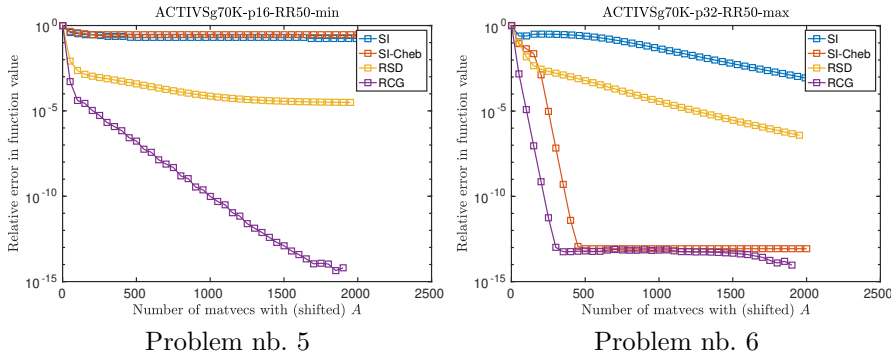 ACTIVSg70K-p16-RR50-min
Relative error in function value
10^0
10^-5
10^-10
10^-15
SI
SI-Cheb
RSD
RCG
0 500 1000 1500 2000 2500
Number of matvecs with (shifted) A
Problem nb. 5
ACTIVSg70K-p32-RR50-max
Relative error in function value
10^0
10^-5
10^-10
10^-15
SI
SI-Cheb
RSD
RCG
0 500 1000 1500 2000 2500
Number of matvecs with (shifted) A
Problem nb. 6